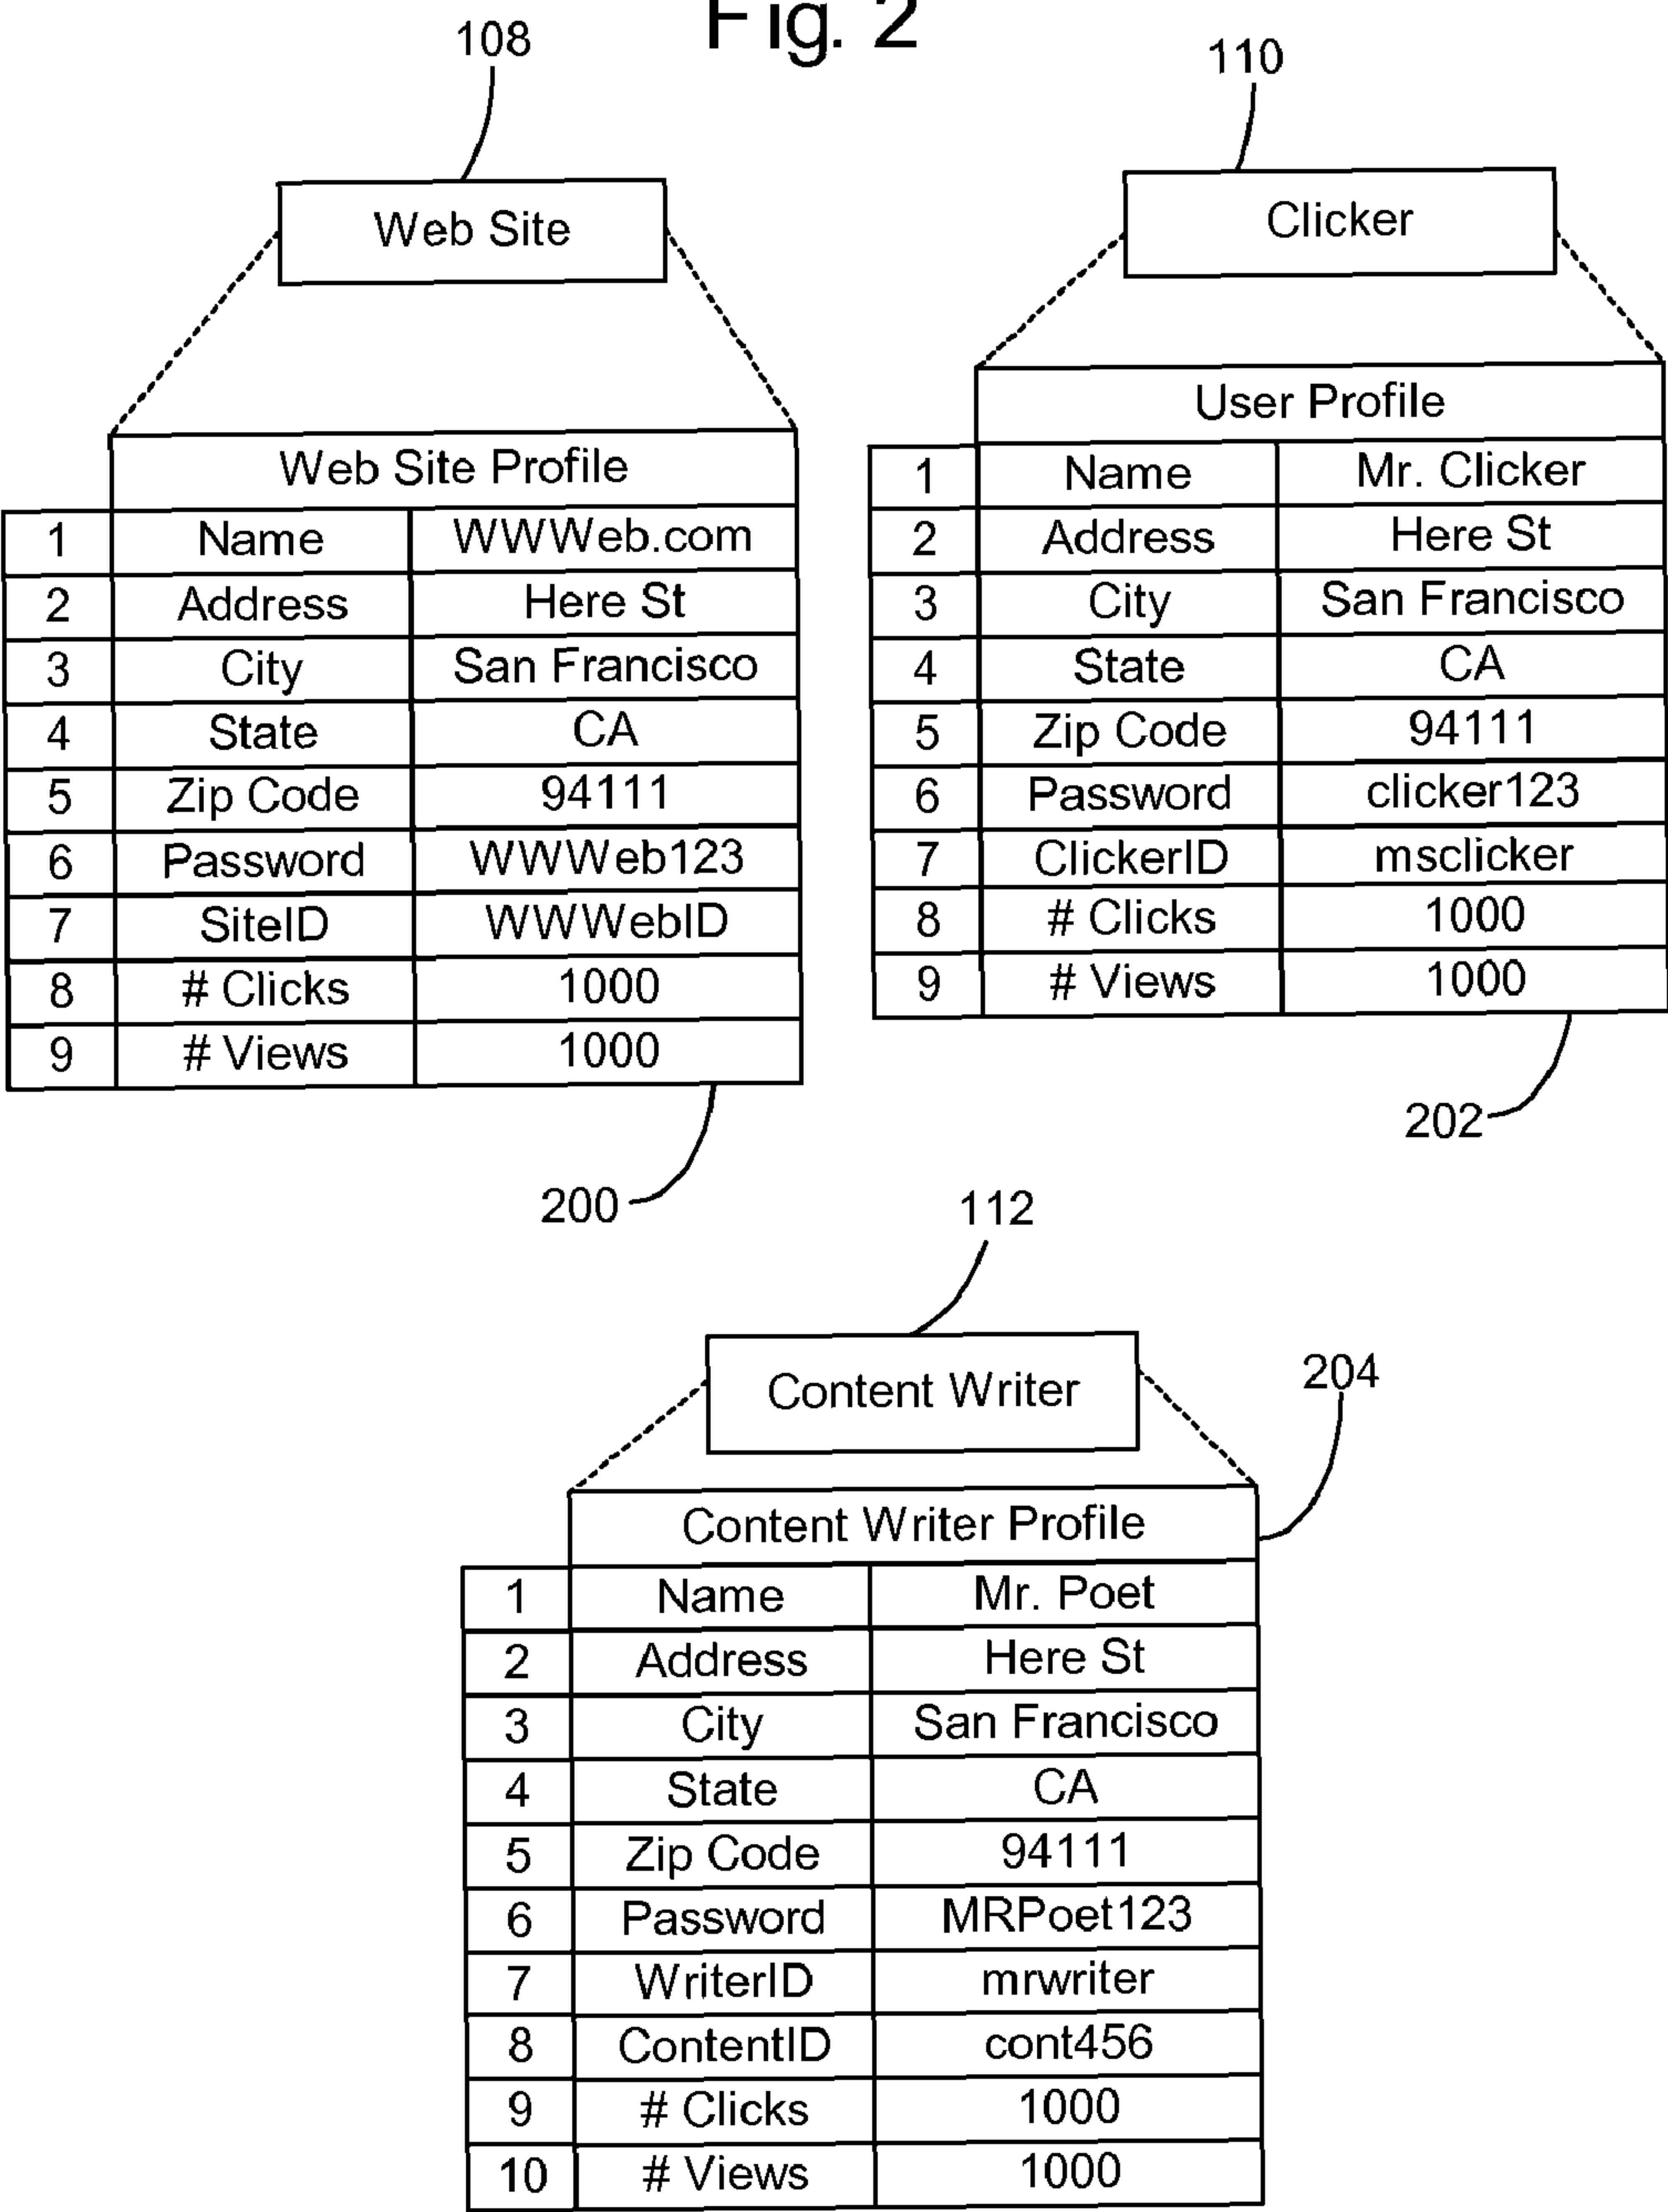 Fig. 2
108
Web Site
Web Site Profile
1 Name WWWeb.com
2 Address Here St
3 City San Francisco
4 State CA
5 Zip Code 94111
6 Password WWWeb123
7 SiteID WWWebID
8 # Clicks 1000
9 # Views 1000
200
110
Clicker
User Profile
1 Name Mr. Clicker
2 Address Here St
3 City San Francisco
4 State CA
5 Zip Code 94111
6 Password clicker123
7 ClickerID msclicker
8 # Clicks 1000
9 # Views 1000
202
112
Content Writer
204
Content Writer Profile
1 Name Mr. Poet
2 Address Here St
3 City San Francisco
4 State CA
5 Zip Code 94111
6 Password MRPoet123
7 WriterID mrwriter
8 ContentID cont456
9 # Clicks 1000
10 # Views 1000